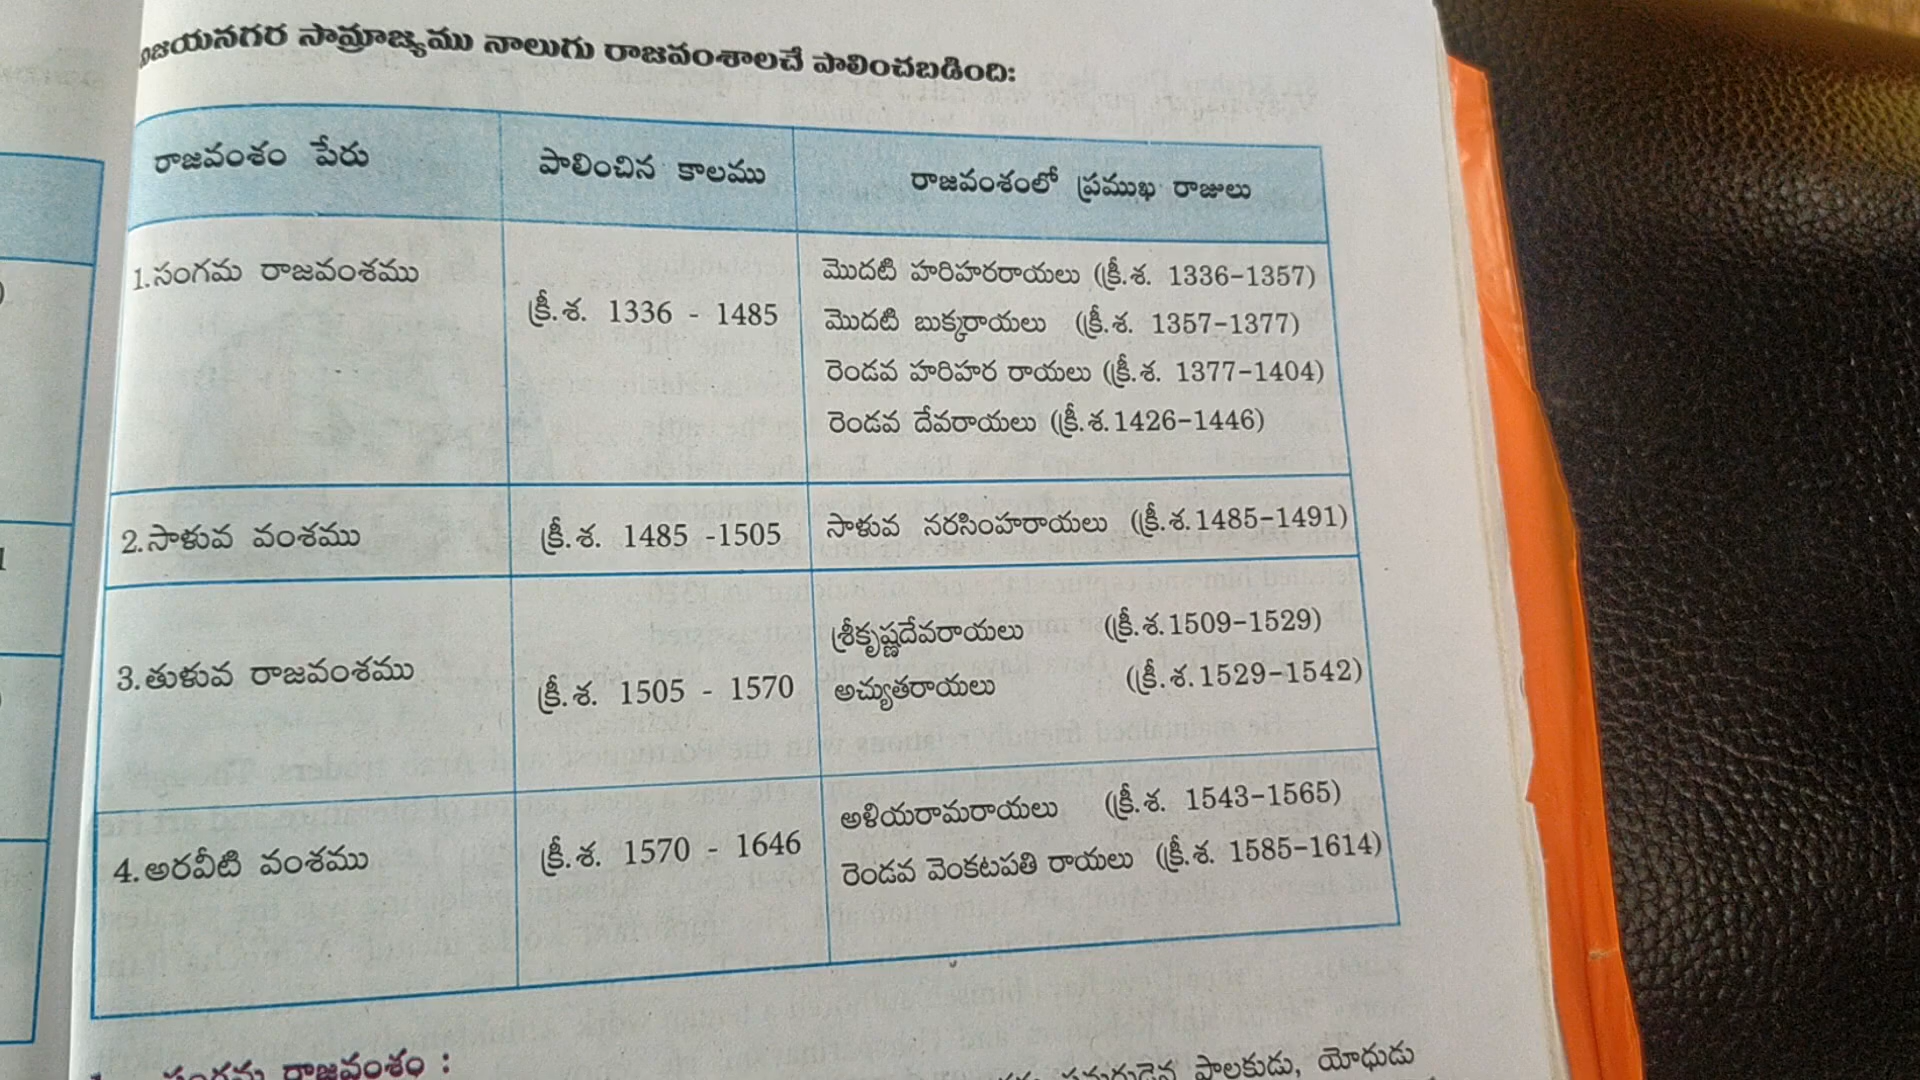 విజయనగర సామ్రాజ్యము నాలుగు రాజవంశాలచే పాలించబడింది:
రాజవంశం పేరు పాలించిన కాలము రాజవంశంలో ప్రముఖ రాజులు
1.సంగమ రాజవంశము క్రీ.శ. 1336 - 1485 మొదటి హరిహరరాయలు (క్రీ.శ. 1336-1357)
మొదటి బుక్కరాయలు (క్రీ.శ. 1357-1377)
రెండవ హరిహర రాయలు (క్రీ.శ. 1377-1404)
రెండవ దేవరాయలు (క్రీ.శ.1426-1446)
2.సాళువ వంశము క్రీ.శ. 1485 -1505 సాళువ నరసింహరాయలు (క్రీ.శ.1485-1491)
3.తుళువ రాజవంశము క్రీ.శ. 1505 - 1570 శ్రీకృష్ణదేవరాయలు (క్రీ.శ.1509-1529)
అచ్యుతరాయలు (క్రీ.శ.1529-1542)
4.అరవీటి వంశము క్రీ.శ. 1570 - 1646 అళియరామరాయలు (క్రీ.శ. 1543-1565)
రెండవ వెంకటపతి రాయలు (క్రీ.శ. 1585-1614)
సంగమ రాజవంశం :
పాలకుడు, యోధుడు